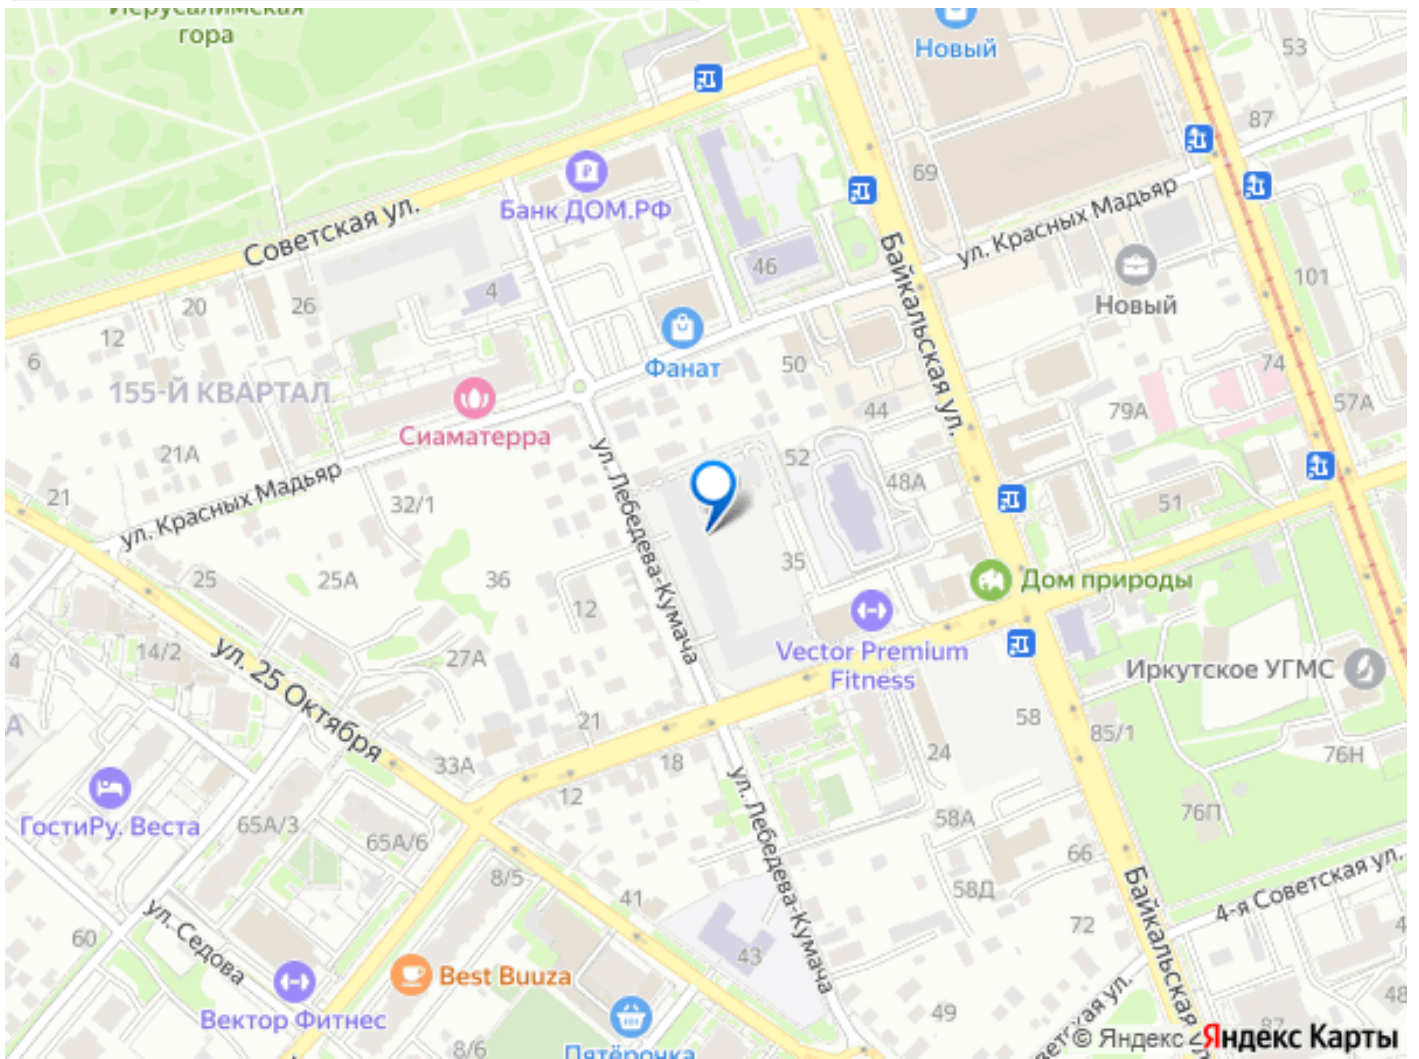 Иерусалимская
гора
Новый
53
87
69
Банк ДОМ.РФ
Советская ул.
ул. Красных Мадьяр
Байкальская ул.
46
4
26
20
12
6
101
Новый
Фанат
50
74
155-Й КВАРТАЛ
44
79А
57А
Сиаматерра
21А
52
48А
51
21
ул. Красных Мадьяр
32/1
ул. Лебедева-Кумача
35
25
25А
36
12
Дом природы
14/2
4
27А
Vector Premium
Fitness
Иркутское УГМС
ул. 25 Октября
А
21
58
85/1
24
76Н
33А
18
12
ГостиРу. Веста
65А/3
65А/6
58А
76П
ул. Лебедева-Кумача
66
8/5
41
58Д
Байкальская ул.
4-я Советская ул.
72
4
60
ул. Седова
43
Best Buuza
48
49
Вектор Фитнес
8/6
Пятёрочка
87
© Яндекс
Яндекс Карты